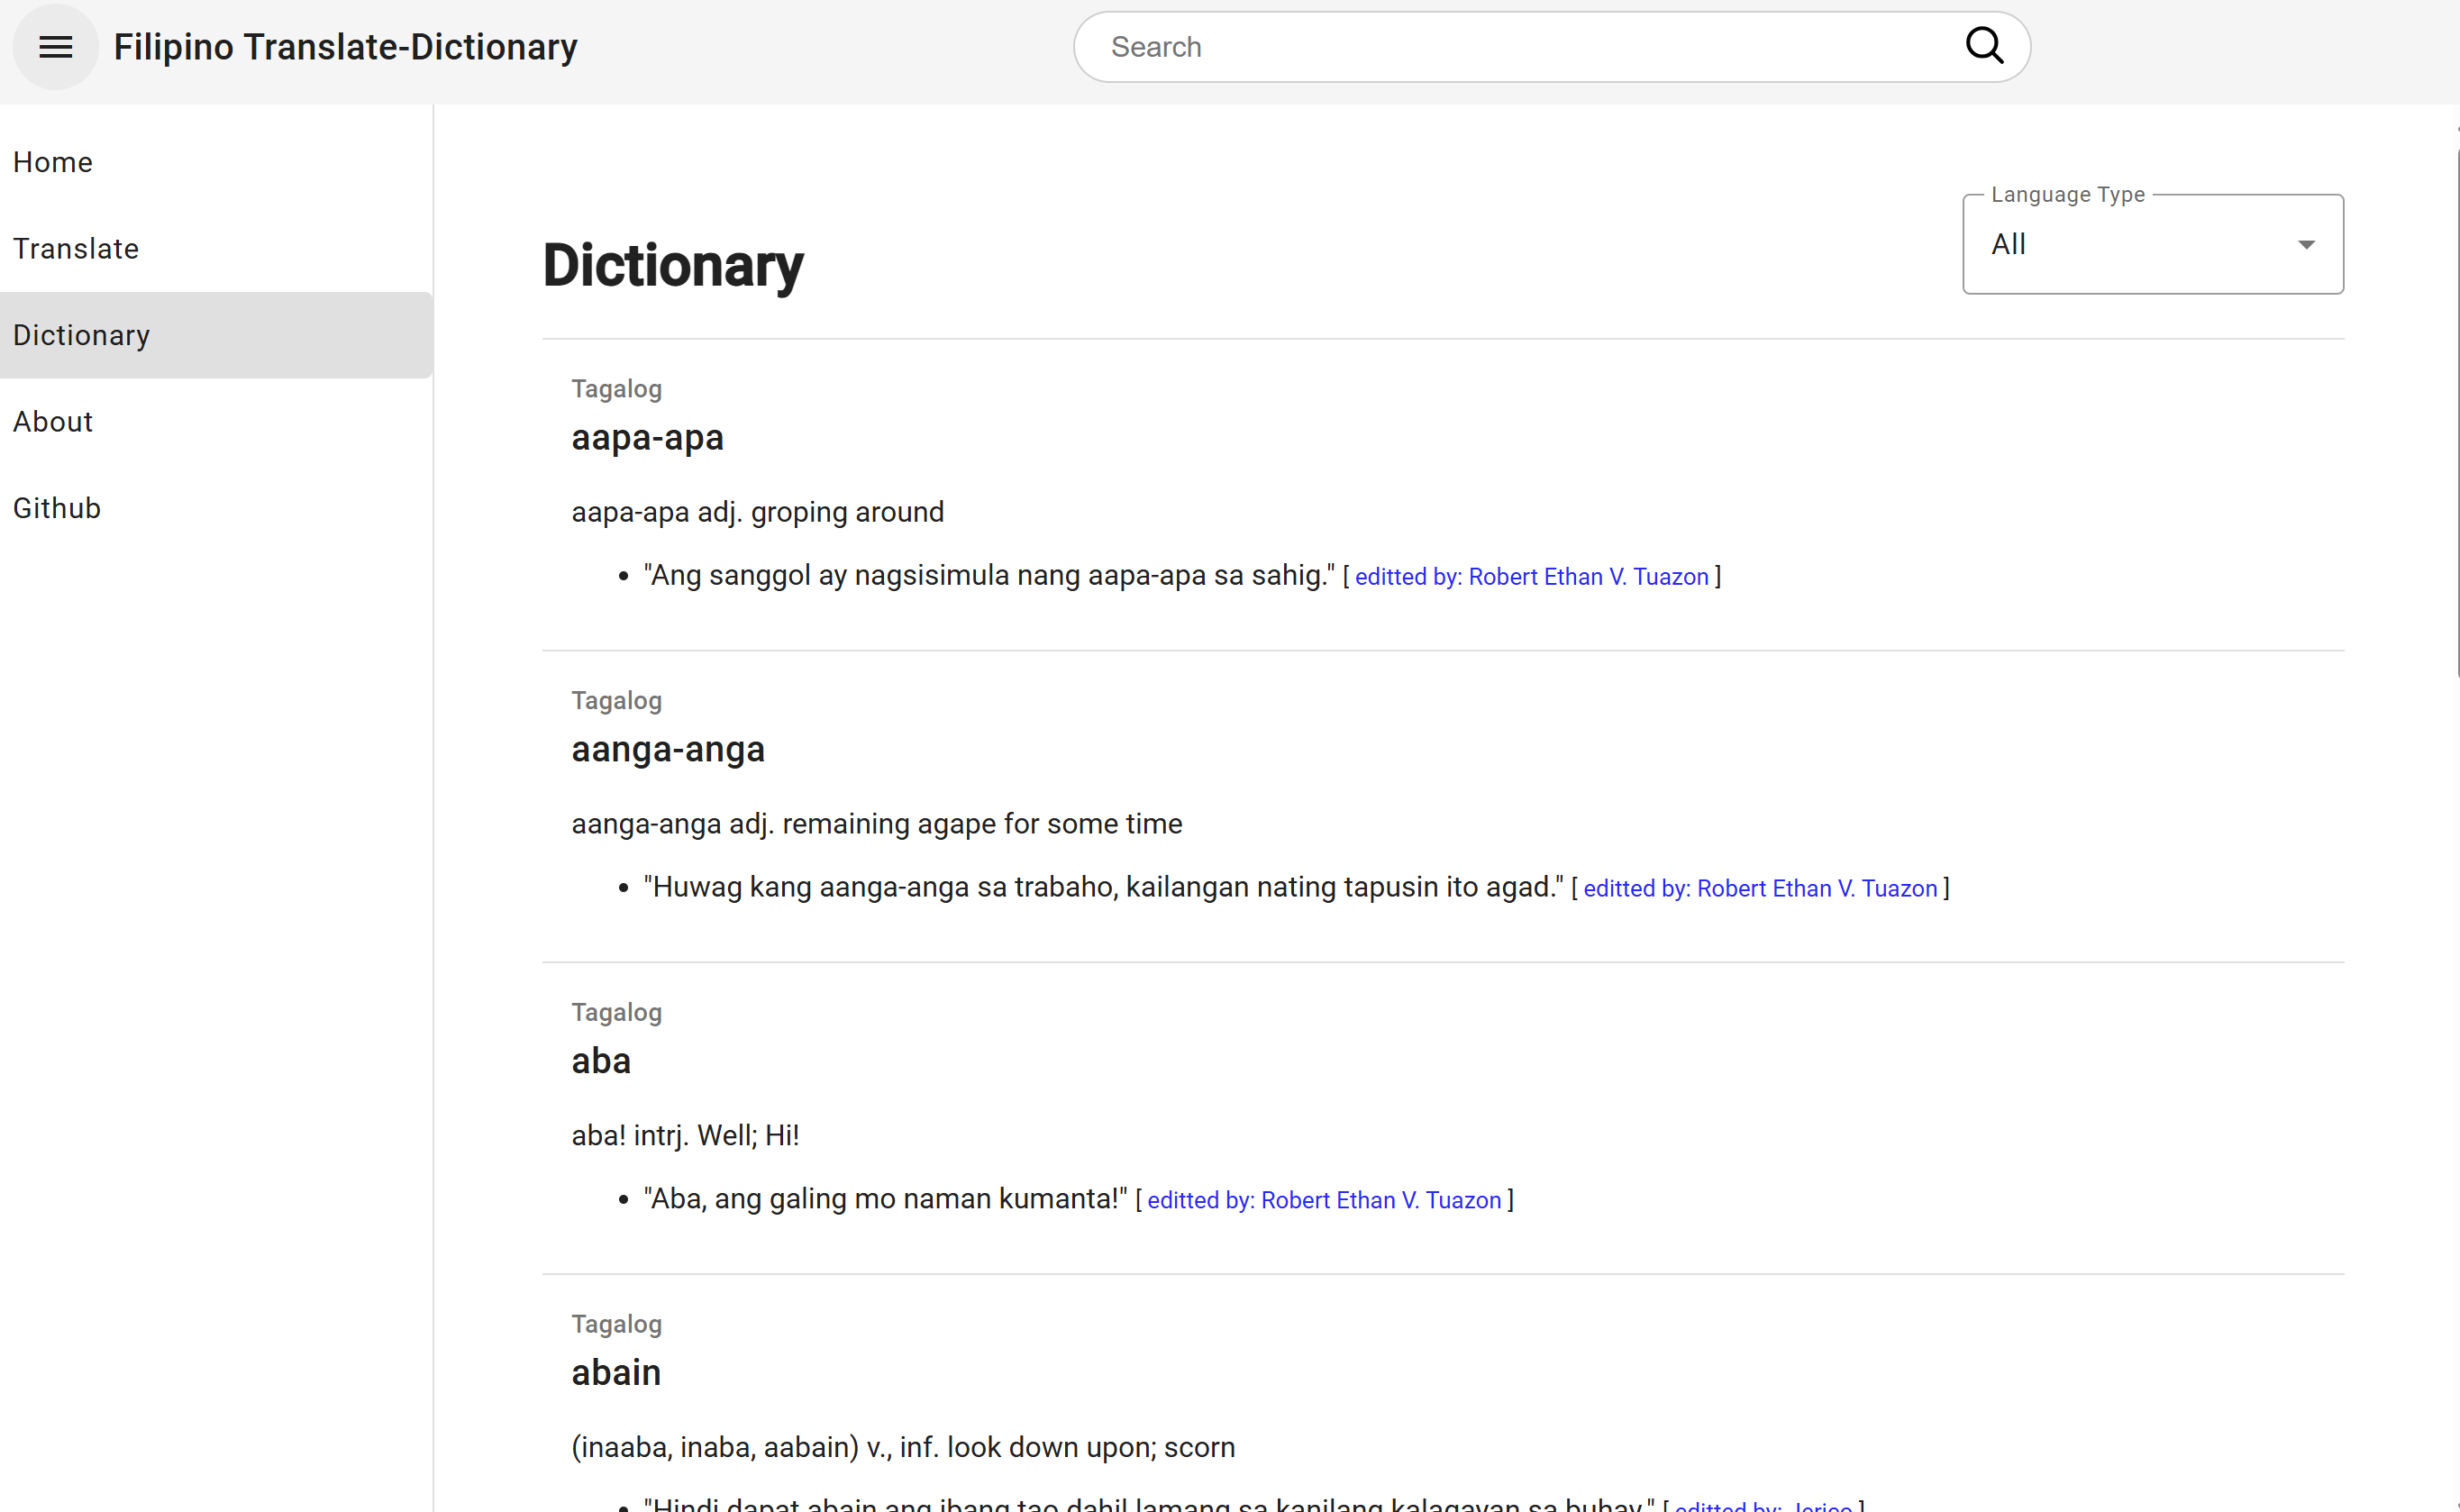 Filipino Translate-Dictionary
Search
Home
Translate
Dictionary
About
Github
Language Type
All
Dictionary
Tagalog
aapa-apa
aapa-apa adj. groping around
• "Ang sanggol ay nagsisimula nang aapa-apa sa sahig." [ editted by: Robert Ethan V. Tuazon ]
Tagalog
aanga-anga
aanga-anga adj. remaining agape for some time
• "Huwag kang aanga-anga sa trabaho, kailangan nating tapusin ito agad." [ editted by: Robert Ethan V. Tuazon ]
Tagalog
aba
aba! intrj. Well; Hi!
• "Aba, ang galing mo naman kumanta!" [ editted by: Robert Ethan V. Tuazon ]
Tagalog
abain
(inaaba, inaba, aabain) v., inf. look down upon; scorn
• "Hindi dapat abain ang ibang tao dahil lamang sa kanilang kalagayan sa buhay." [ editted by: Jerico ]